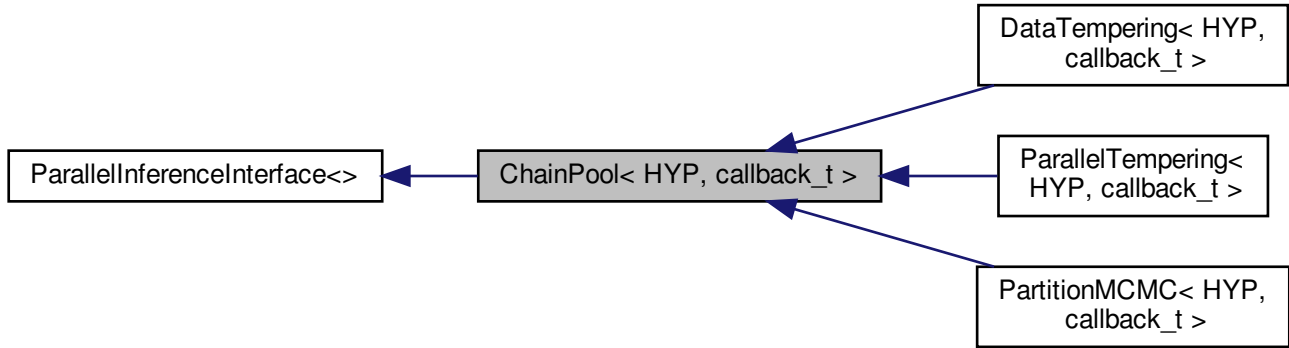 DataTempering< HYP,
callback_t >
ParallelInferenceInterface<>
ChainPool< HYP, callback_t >
ParallelTempering<
HYP, callback_t >
PartitionMCMC< HYP,
callback_t >